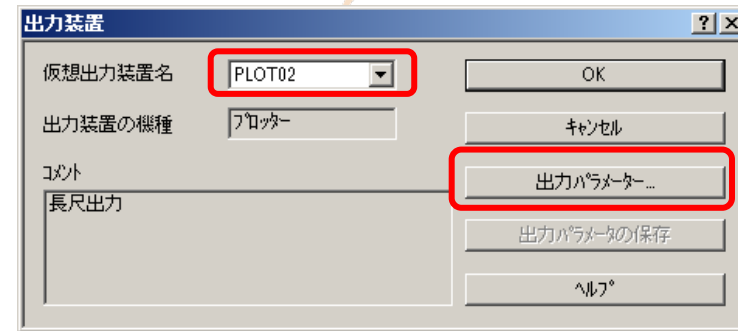 出力装置
仮想出力装置名 PLOT02 OK
出力装置の機種 ﾌﾟﾛｯﾀｰ ｷｬﾝｾﾙ
ｺﾒﾝﾄ 出力ﾊﾟﾗﾒｰﾀｰ...
長尺出力
出力ﾊﾟﾗﾒｰﾀの保存
ﾍﾙﾌﾟ